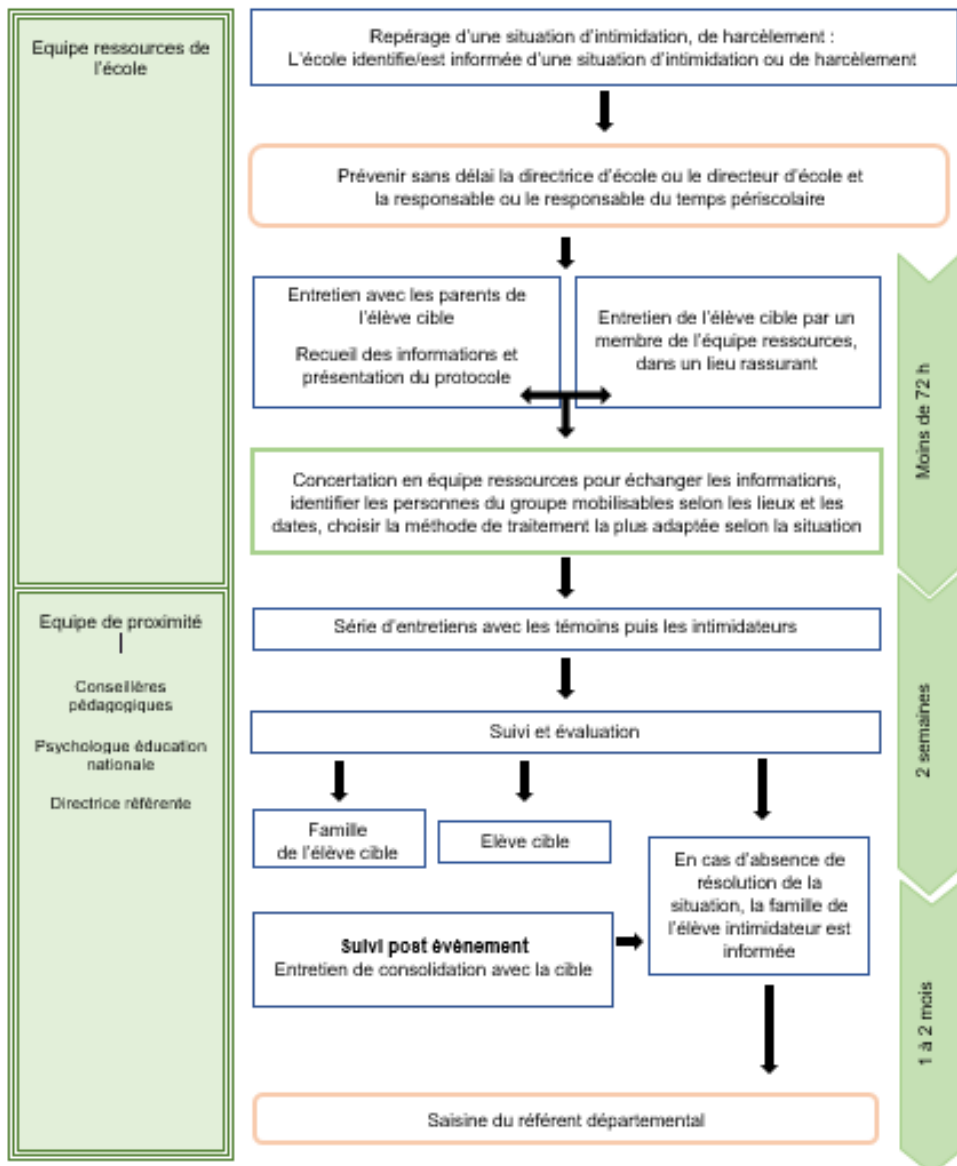 Equipe ressources de
l'école
Repérage d'une situation d'intimidation, de harcèlement :
L'école identifie/est informée d'une situation d'intimidation ou de harcèlement
Prévenir sans délai la directrice d'école ou le directeur d'école et
la responsable ou le responsable du temps périscolaire
Entretien avec les parents de
l'élève cible
Recueil des informations et
présentation du protocole
Entretien de l'élève cible par un
membre de l'équipe ressources,
dans un lieu rassurant
Moins de 72 h
Concertation en équipe ressources pour échanger les informations,
identifier les personnes du groupe mobilisables selon les lieux et les
dates, choisir la méthode de traitement la plus adaptée selon la situation
Equipe de proximité
Conseillères
pédagogiques
Psychologue éducation
nationale
Directrice référente
Série d'entretiens avec les témoins puis les intimidateurs
Suivi et évaluation
2 semaines
Famille
de l'élève cible
Elève cible
En cas d'absence de
résolution de la
situation, la famille de
l'élève intimidateur est
informée
Suivi post évènement
Entretien de consolidation avec la cible
1 à 2 mois
Saisine du référent départemental